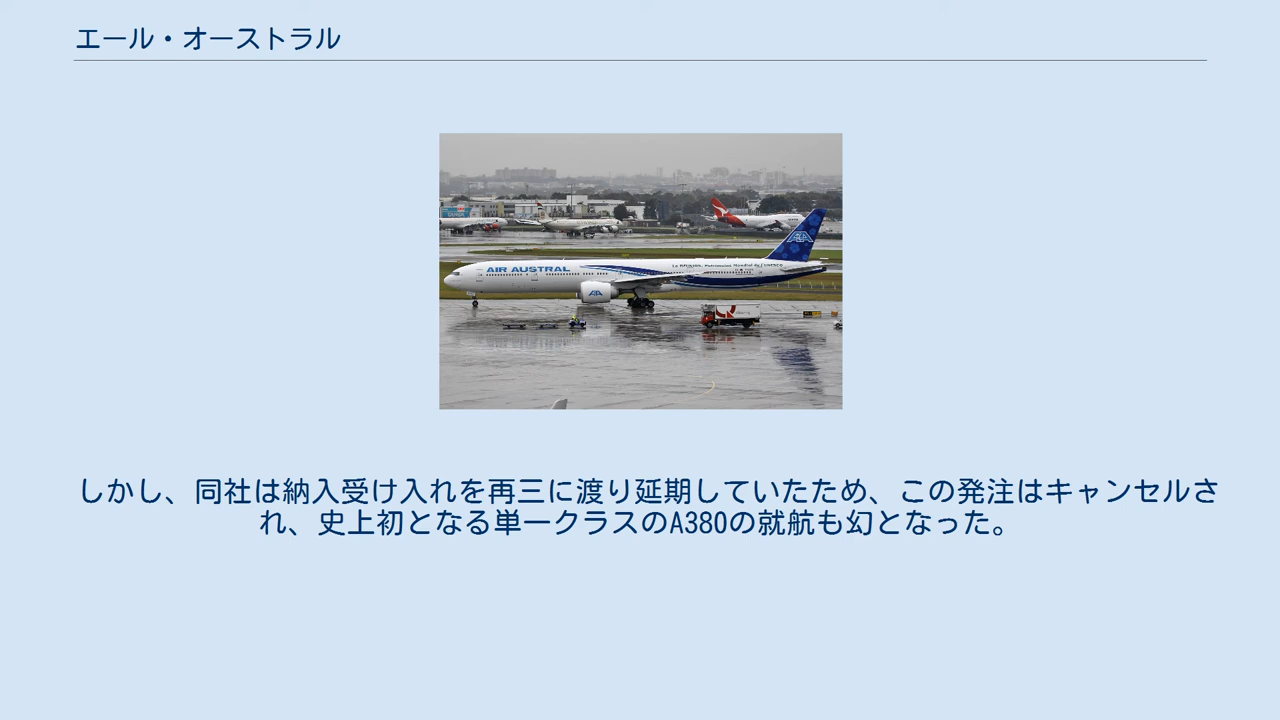 エール・オーストラル
AIR AUSTRAL
しかし、同社は納入受け入れを再三に渡り延期していたため、この発注はキャンセルさ
れ、史上初となる単一クラスのA380の就航も幻となった。